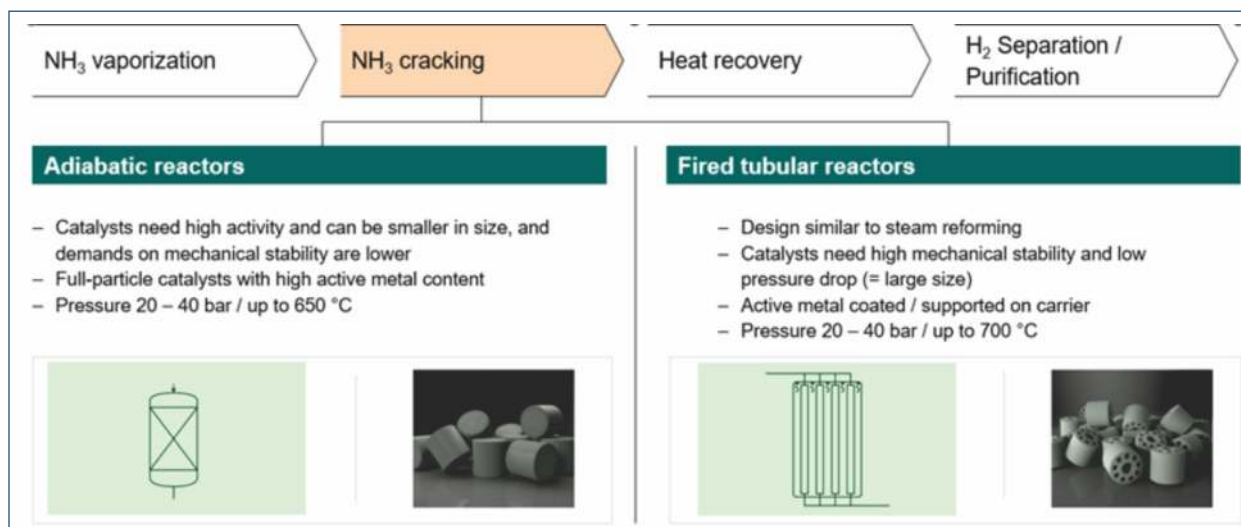 NH₃ vaporization
NH₃ cracking
Heat recovery
H₂ Separation /
Purification
Adiabatic reactors
– Catalysts need high activity and can be smaller in size, and
demands on mechanical stability are lower
– Full-particle catalysts with high active metal content
– Pressure 20 – 40 bar / up to 650 °C
Fired tubular reactors
– Design similar to steam reforming
– Catalysts need high mechanical stability and low
pressure drop (= large size)
– Active metal coated / supported on carrier
– Pressure 20 – 40 bar / up to 700 °C